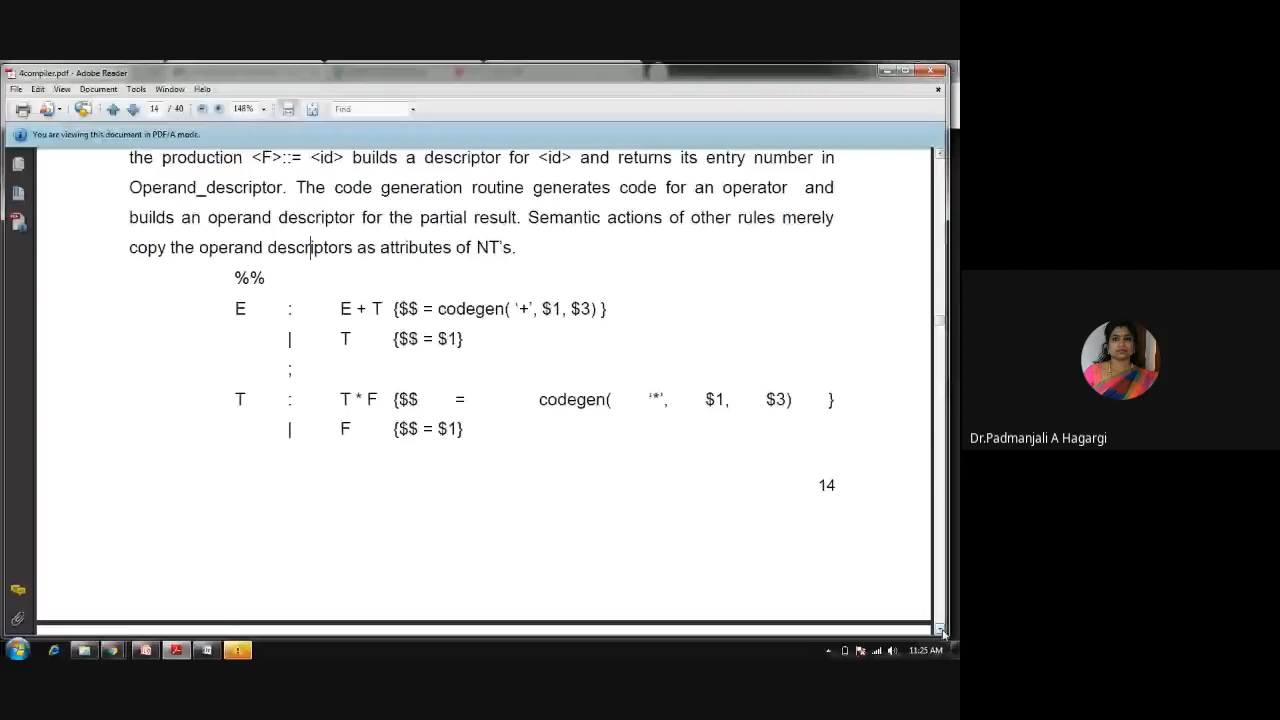 4compiler.pdf - Adobe Reader
File Edit View Document Tools Window Help
14 / 40 148% Find
You are viewing this document in PDF/A mode.
the production <F>::= <id> builds a descriptor for <id> and returns its entry number in
Operand_descriptor. The code generation routine generates code for an operator and
builds an operand descriptor for the partial result. Semantic actions of other rules merely
copy the operand descriptors as attributes of NT's.
%%
E : E + T {$$ = codegen( ‘+’, $1, $3) }
| T {$$ = $1}
;
T : T * F {$$ = codegen( ‘*’, $1, $3) }
| F {$$ = $1}
14
11:25 AM
Dr.Padmanjali A Hagargi